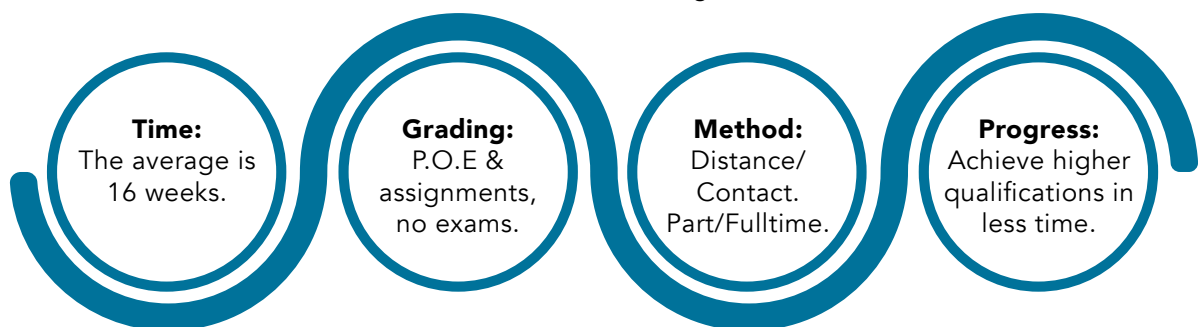 Time:
The average is
16 weeks.
Grading:
P.O.E &
assignments,
no exams.
Method:
Distance/
Contact.
Part/Fulltime.
Progress:
Achieve higher
qualifications in
less time.